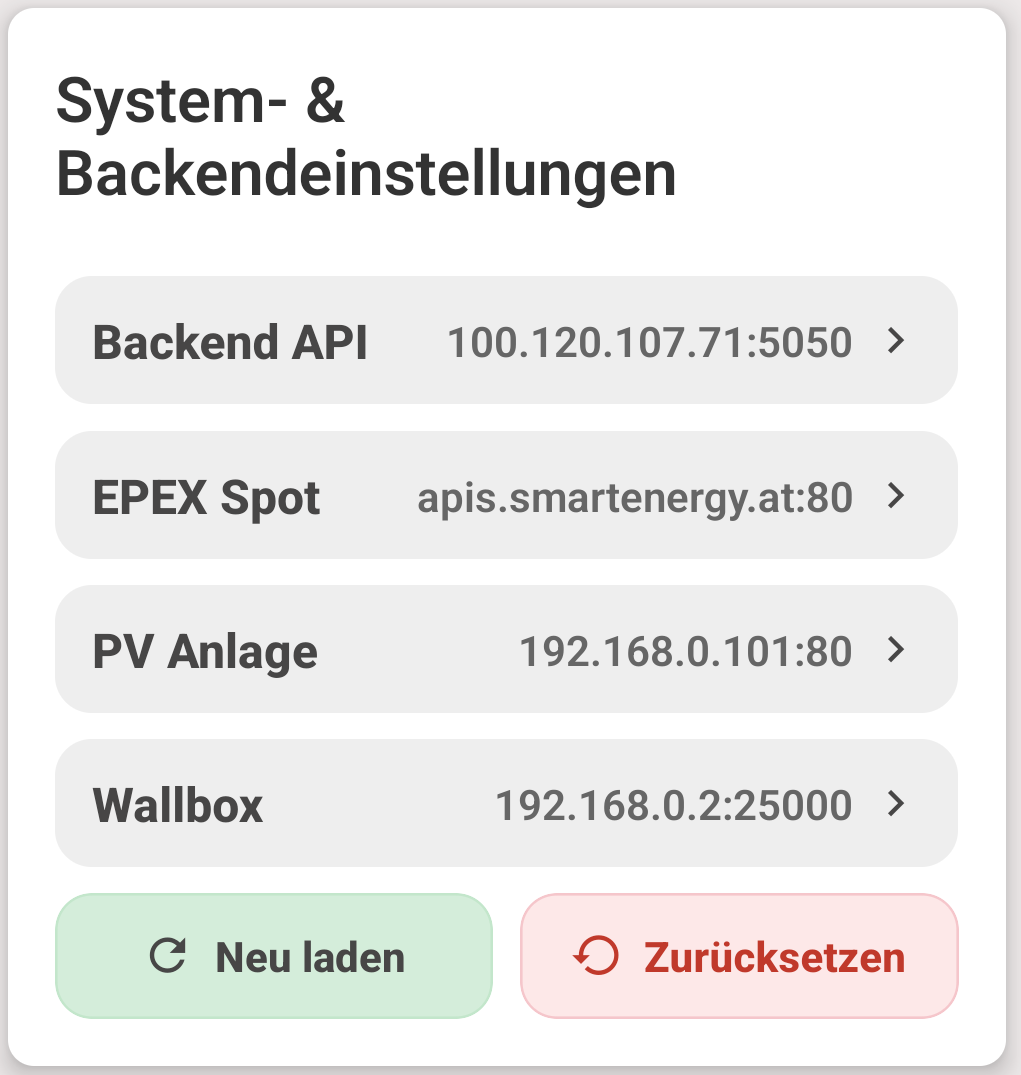 System- &
Backendeinstellungen
Backend API 100.120.107.71:5050
EPEX Spot apis.smartenergy.at:80
PV Anlage 192.168.0.101:80
Wallbox 192.168.0.2:25000
Neu laden Zurücksetzen